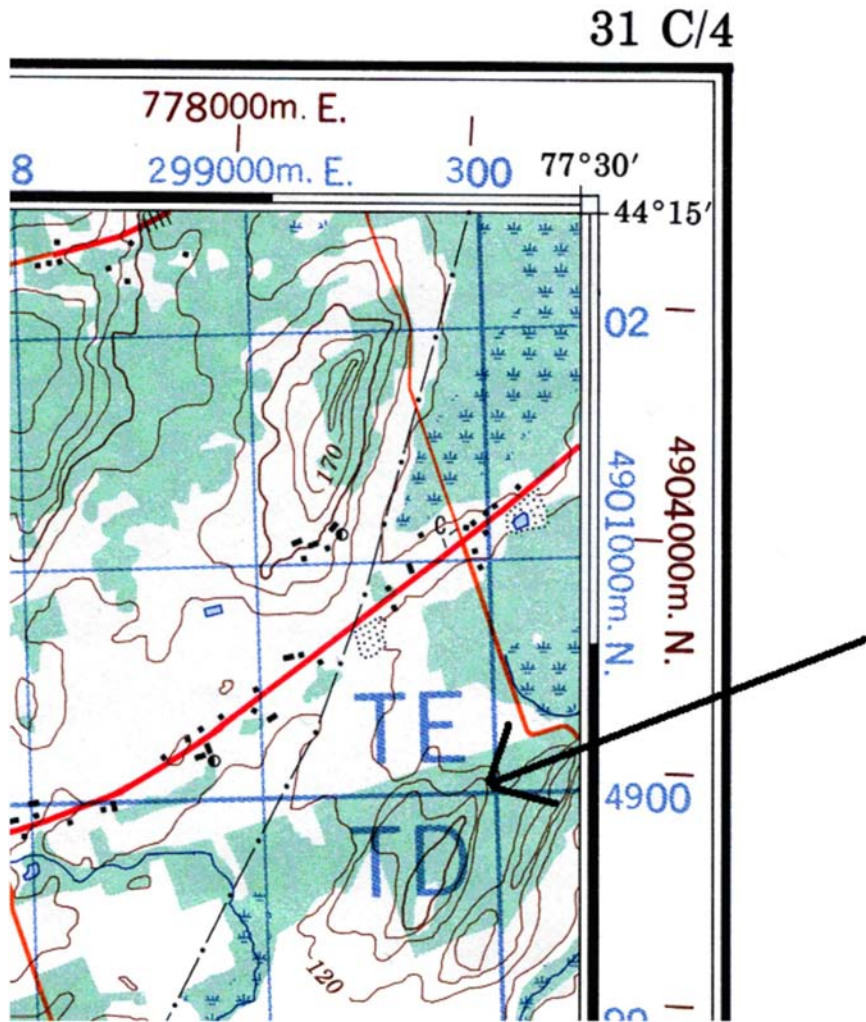 31 C/4
778000m. E.
8 299000m. E. 300 77°30′
44°15′
02
170
4901000m. N.
4904000m. N.
TE
4900
TD
120